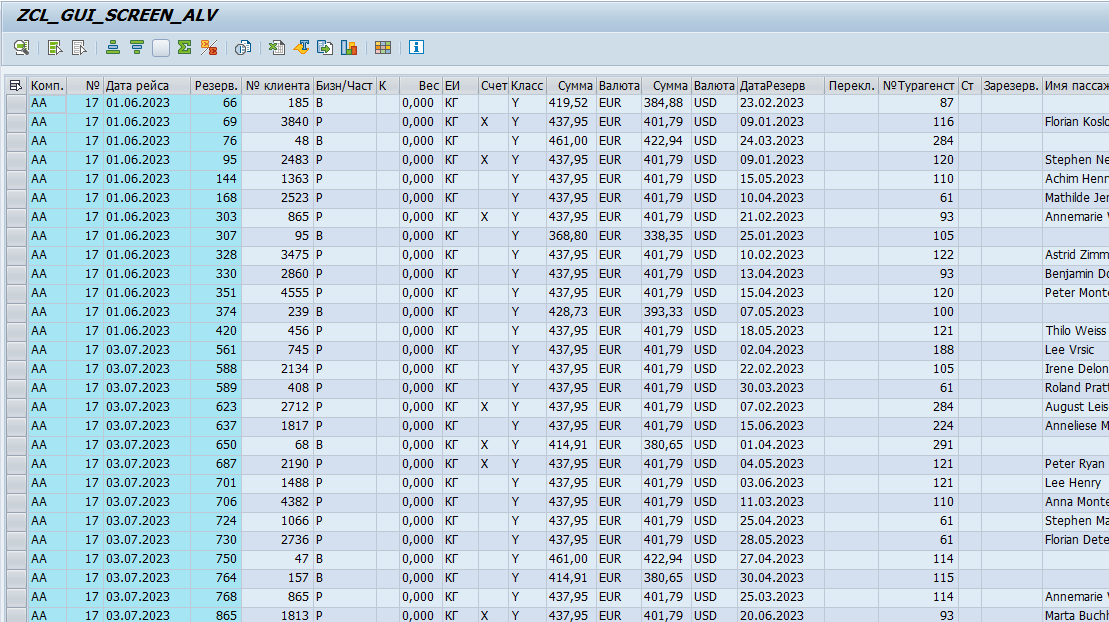 ZCL_GUI_SCREEN_ALV
Комп. № Дата рейса Резерв. № клиента Бизн/Част К Вес ЕИ Счет Класс Сумма Валюта Сумма Валюта ДатаРезерв Перекл. №Турагенст Ст Зарезерв. Имя пассаж
AA 17 01.06.2023 66 185 B 0,000 КГ Y 419,52 EUR 384,88 USD 23.02.2023 87
AA 17 01.06.2023 69 3840 P 0,000 КГ X Y 437,95 EUR 401,79 USD 09.01.2023 116 Florian Koslo
AA 17 01.06.2023 76 48 B 0,000 КГ Y 461,00 EUR 422,94 USD 24.03.2023 284
AA 17 01.06.2023 95 2483 P 0,000 КГ X Y 437,95 EUR 401,79 USD 09.01.2023 120 Stephen Ne
AA 17 01.06.2023 144 1363 P 0,000 КГ Y 437,95 EUR 401,79 USD 15.05.2023 110 Achim Henr
AA 17 01.06.2023 168 2523 P 0,000 КГ Y 437,95 EUR 401,79 USD 10.04.2023 61 Mathilde Jer
AA 17 01.06.2023 303 865 P 0,000 КГ X Y 437,95 EUR 401,79 USD 21.02.2023 93 Annemarie
AA 17 01.06.2023 307 95 B 0,000 КГ Y 368,80 EUR 338,35 USD 25.01.2023 105
AA 17 01.06.2023 328 3475 P 0,000 КГ Y 437,95 EUR 401,79 USD 10.02.2023 122 Astrid Zimm
AA 17 01.06.2023 330 2860 P 0,000 КГ Y 437,95 EUR 401,79 USD 13.04.2023 93 Benjamin Do
AA 17 01.06.2023 351 4555 P 0,000 КГ Y 437,95 EUR 401,79 USD 15.04.2023 120 Peter Monte
AA 17 01.06.2023 374 239 B 0,000 КГ Y 428,73 EUR 393,33 USD 07.05.2023 100
AA 17 01.06.2023 420 456 P 0,000 КГ Y 437,95 EUR 401,79 USD 18.05.2023 121 Thilo Weiss
AA 17 03.07.2023 561 745 P 0,000 КГ Y 437,95 EUR 401,79 USD 02.04.2023 188 Lee Vrsic
AA 17 03.07.2023 588 2134 P 0,000 КГ Y 437,95 EUR 401,79 USD 22.02.2023 105 Irene Delon
AA 17 03.07.2023 589 408 P 0,000 КГ Y 437,95 EUR 401,79 USD 30.03.2023 61 Roland Pratt
AA 17 03.07.2023 623 2712 P 0,000 КГ X Y 437,95 EUR 401,79 USD 07.02.2023 284 August Leis
AA 17 03.07.2023 637 1817 P 0,000 КГ Y 437,95 EUR 401,79 USD 15.06.2023 224 Anneliese M
AA 17 03.07.2023 650 68 B 0,000 КГ X Y 414,91 EUR 380,65 USD 01.04.2023 291
AA 17 03.07.2023 687 2190 P 0,000 КГ X Y 437,95 EUR 401,79 USD 04.05.2023 121 Peter Ryan
AA 17 03.07.2023 701 1488 P 0,000 КГ Y 437,95 EUR 401,79 USD 03.06.2023 121 Lee Henry
AA 17 03.07.2023 706 4382 P 0,000 КГ Y 437,95 EUR 401,79 USD 11.03.2023 110 Anna Monte
AA 17 03.07.2023 724 1066 P 0,000 КГ Y 437,95 EUR 401,79 USD 25.04.2023 61 Stephen Ma
AA 17 03.07.2023 730 2736 P 0,000 КГ Y 437,95 EUR 401,79 USD 28.05.2023 61 Florian Dete
AA 17 03.07.2023 750 47 B 0,000 КГ Y 461,00 EUR 422,94 USD 27.04.2023 114
AA 17 03.07.2023 764 157 B 0,000 КГ Y 414,91 EUR 380,65 USD 30.04.2023 115
AA 17 03.07.2023 768 865 P 0,000 КГ Y 437,95 EUR 401,79 USD 25.03.2023 114 Annemarie
AA 17 03.07.2023 865 1813 P 0,000 КГ X Y 437,95 EUR 401,79 USD 20.06.2023 93 Marta Buchh